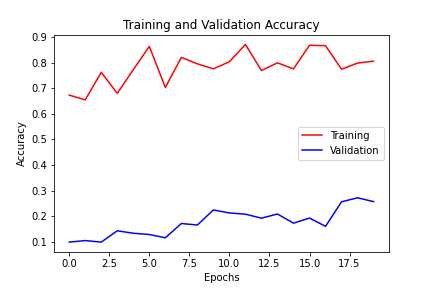 Training and Validation Accuracy
0.9
0.8
0.7
0.6
0.5
0.4
0.3
0.2
0.1
Accuracy
Training
Validation
0.0 2.5 5.0 7.5 10.0 12.5 15.0 17.5
Epochs